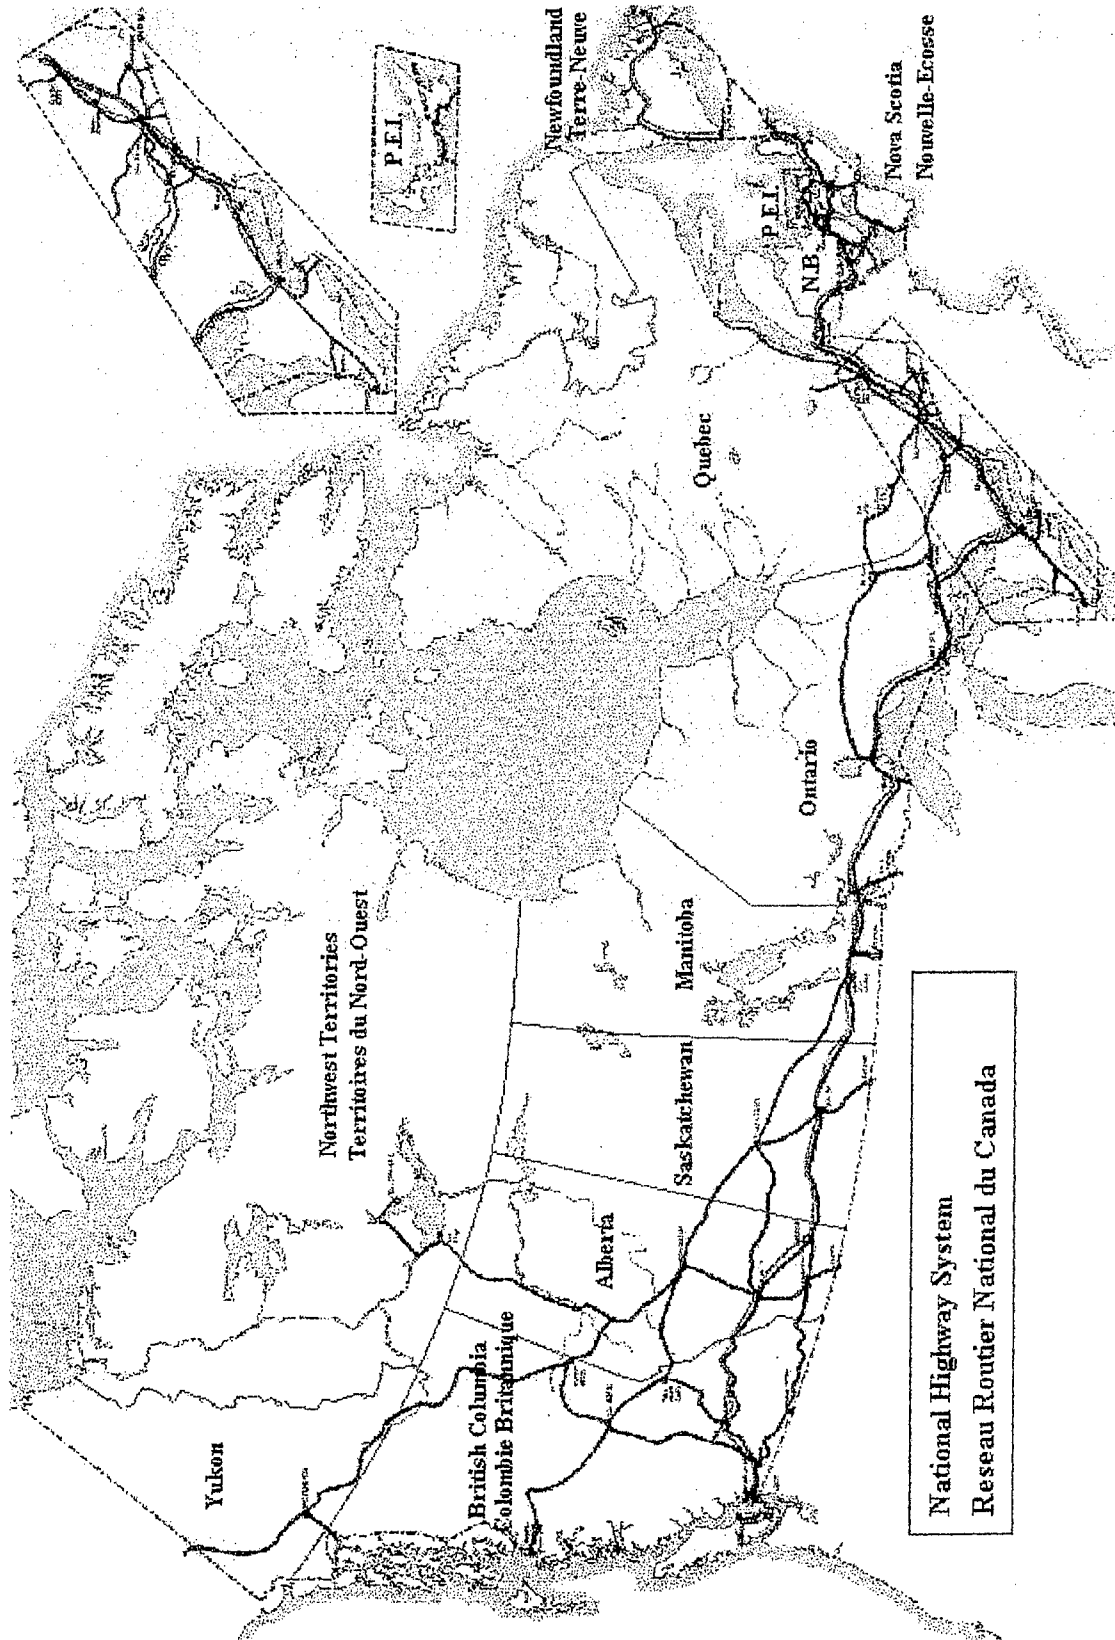 Yukon
Northwest Territories
Territoires du Nord-Ouest
British Columbia
Colombie Britannique
Alberta
Saskatchewan
Manitoba
Ontario
Quebec
Newfoundland
Terre-Neuve
P.E.I.
P.E.I.
N.B.
Nova Scotia
Nouvelle-Ecosse
National Highway System
Reseau Routier National du Canada